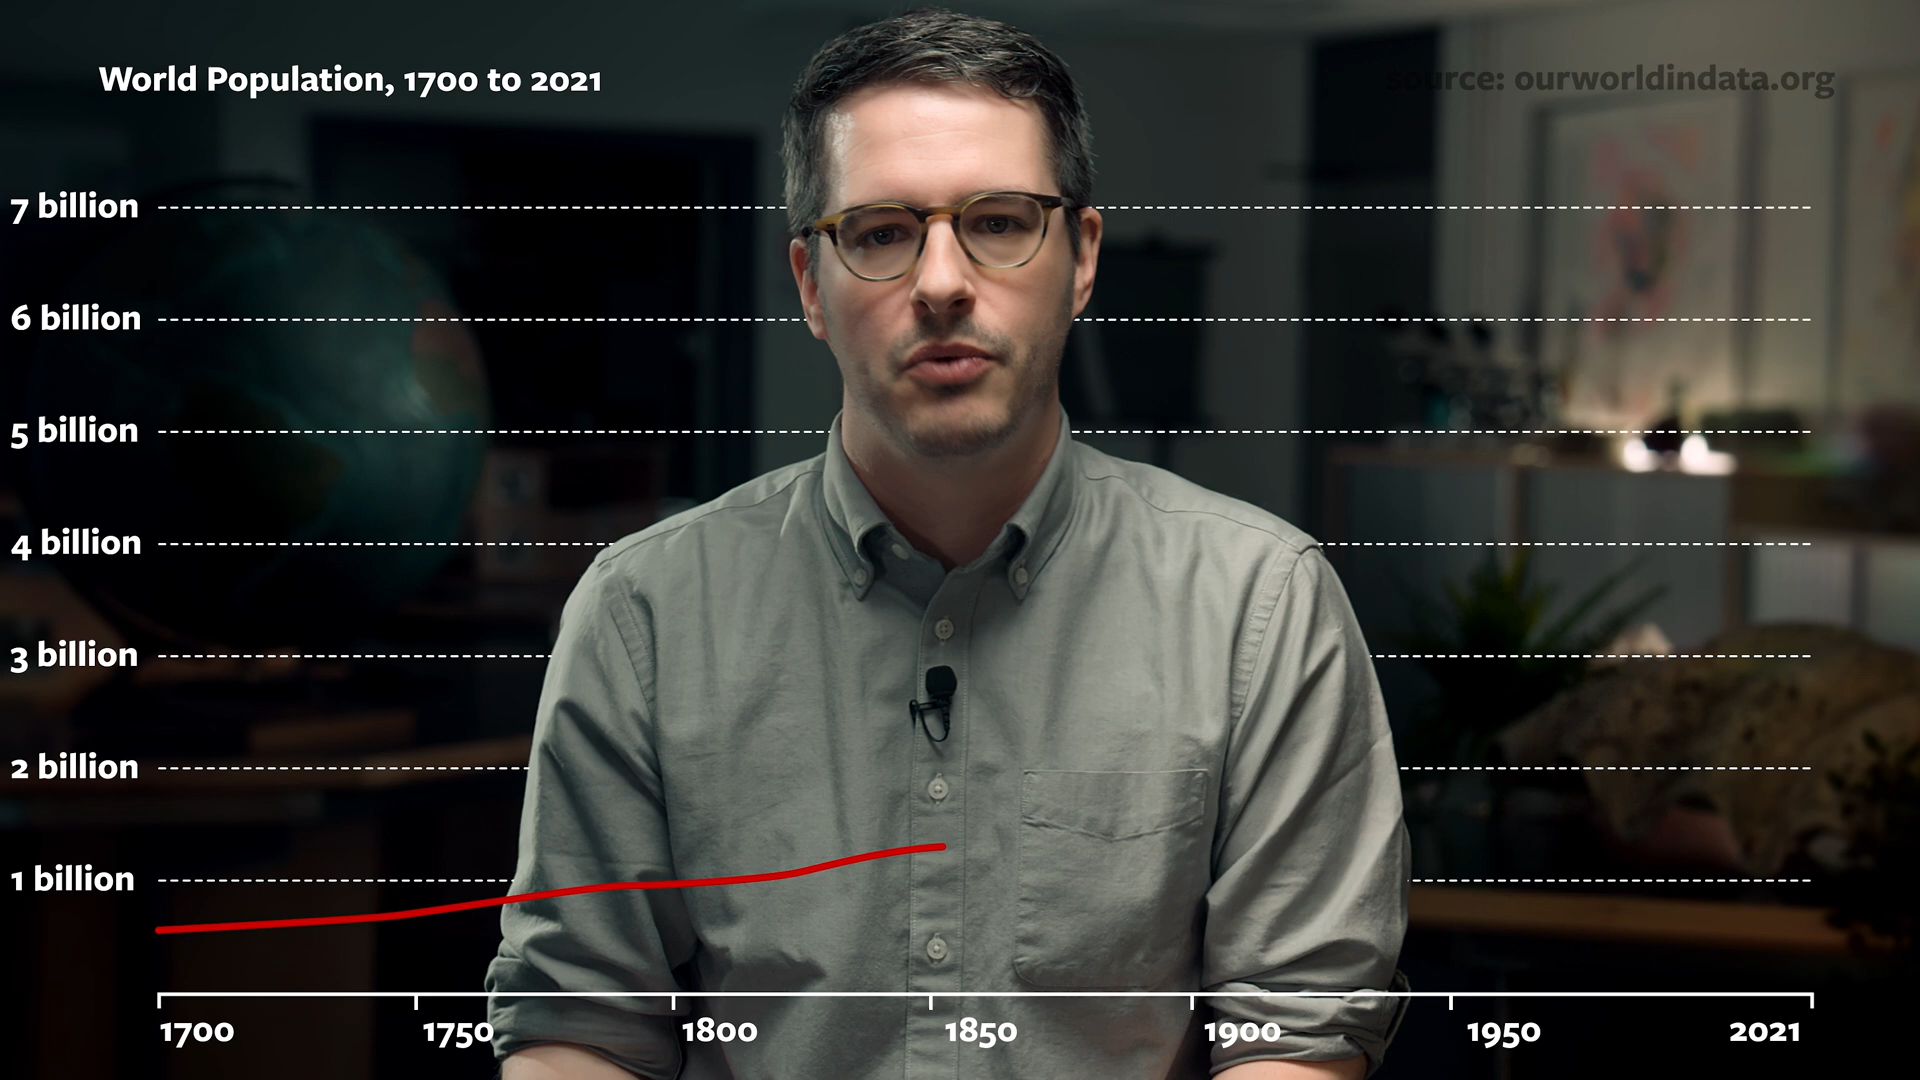 World Population, 1700 to 2021
source: ourworldindata.org
7 billion
6 billion
5 billion
4 billion
3 billion
2 billion
1 billion
1700 1750 1800 1850 1900 1950 2021